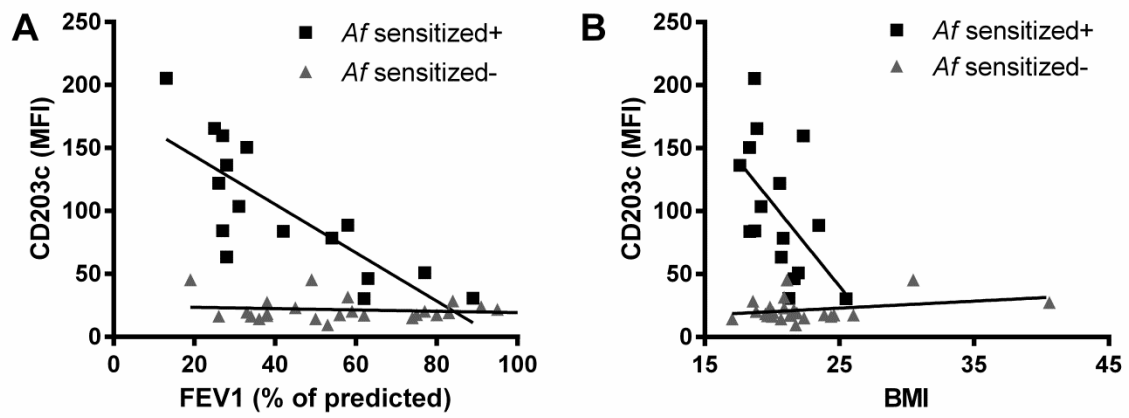 A
Af sensitized+
Af sensitized-
CD203c (MFI)
250
200
150
100
50
0
0 20 40 60 80 100
FEV1 (% of predicted)
B
Af sensitized+
Af sensitized-
CD203c (MFI)
250
200
150
100
50
0
15 25 35 45
BMI